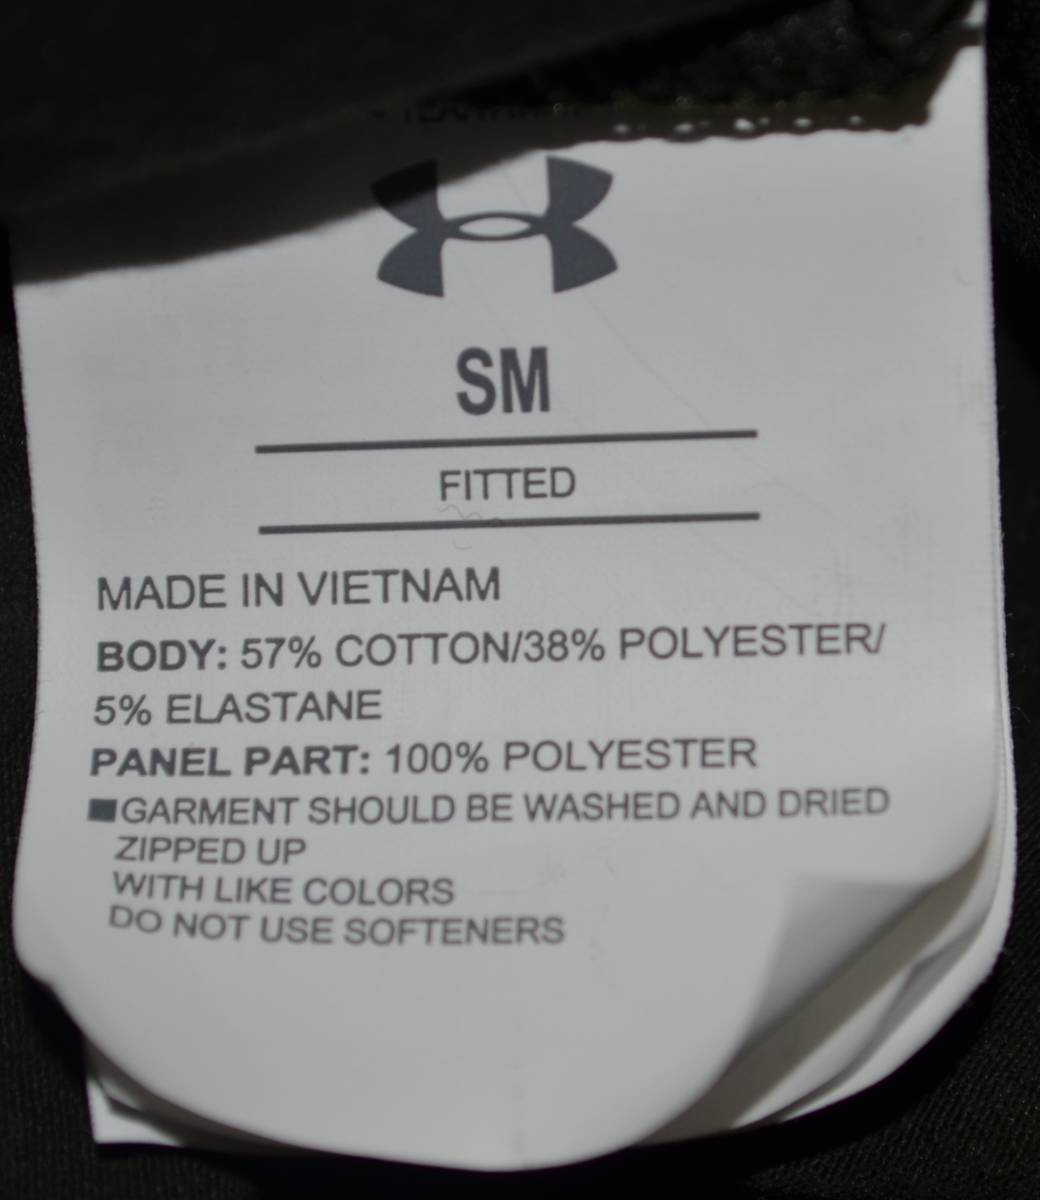 SM
FITTED
MADE IN VIETNAM
BODY: 57% COTTON/38% POLYESTER/
5% ELASTANE
PANEL PART: 100% POLYESTER
GARMENT SHOULD BE WASHED AND DRIED
ZIPPED UP
WITH LIKE COLORS
DO NOT USE SOFTENERS